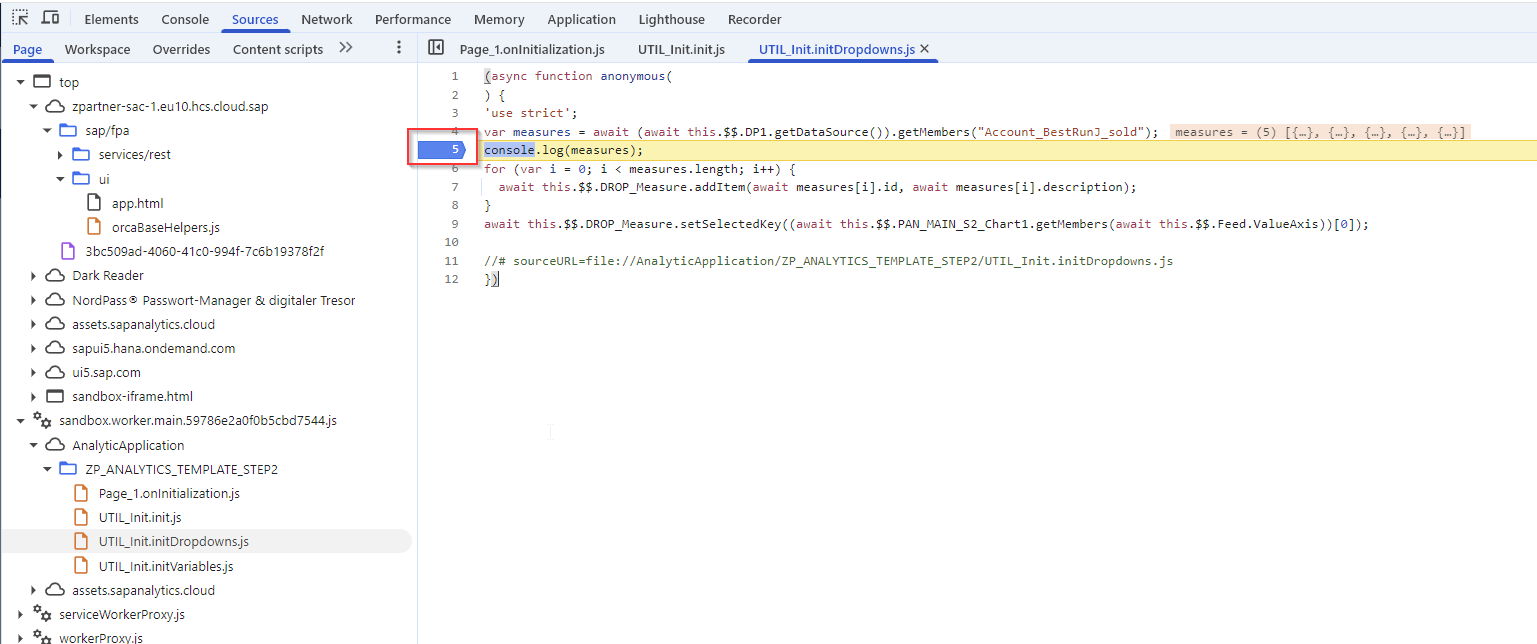 Elements Console Sources Network Performance Memory Application Lighthouse Recorder
Page Workspace Overrides Content scripts
Page_1.onInitialization.js UTIL_Init.init.js UTIL_Init.initDropdowns.js
top
zpartner-sac-1.eu10.hcs.cloud.sap
sap/fpa
services/rest
ui
app.html
orcaBaseHelpers.js
3bc509ad-4060-41c0-994f-7c6b19378f2f
Dark Reader
NordPass® Passwort-Manager & digitaler Tresor
assets.sapanalytics.cloud
sapui5.hana.ondemand.com
ui5.sap.com
sandbox-iframe.html
sandbox.worker.main.59786e2a0f0b5cbd7544.js
AnalyticApplication
ZP_ANALYTICS_TEMPLATE_STEP2
Page_1.onInitialization.js
UTIL_Init.init.js
UTIL_Init.initDropdowns.js
UTIL_Init.initVariables.js
assets.sapanalytics.cloud
serviceWorkerProxy.js
workerProxy.js
1 (async function anonymous(
2 ) {
3 'use strict';
4 var measures = await (await this.$$.DP1.getDataSource()).getMembers("Account_BestRunJ_sold"); measures = (5) [{…}, {…}, {…}, {…}, {…}]
5 console.log(measures);
6 for (var i = 0; i < measures.length; i++) {
7 await this.$$.DROP_Measure.addItem(await measures[i].id, await measures[i].description);
8 }
9 await this.$$.DROP_Measure.setSelectedKey((await this.$$.PAN_MAIN_S2_Chart1.getMembers(await this.$$.Feed.ValueAxis))[0]);
10
11 //# sourceURL=file://AnalyticApplication/ZP_ANALYTICS_TEMPLATE_STEP2/UTIL_Init.initDropdowns.js
12 })